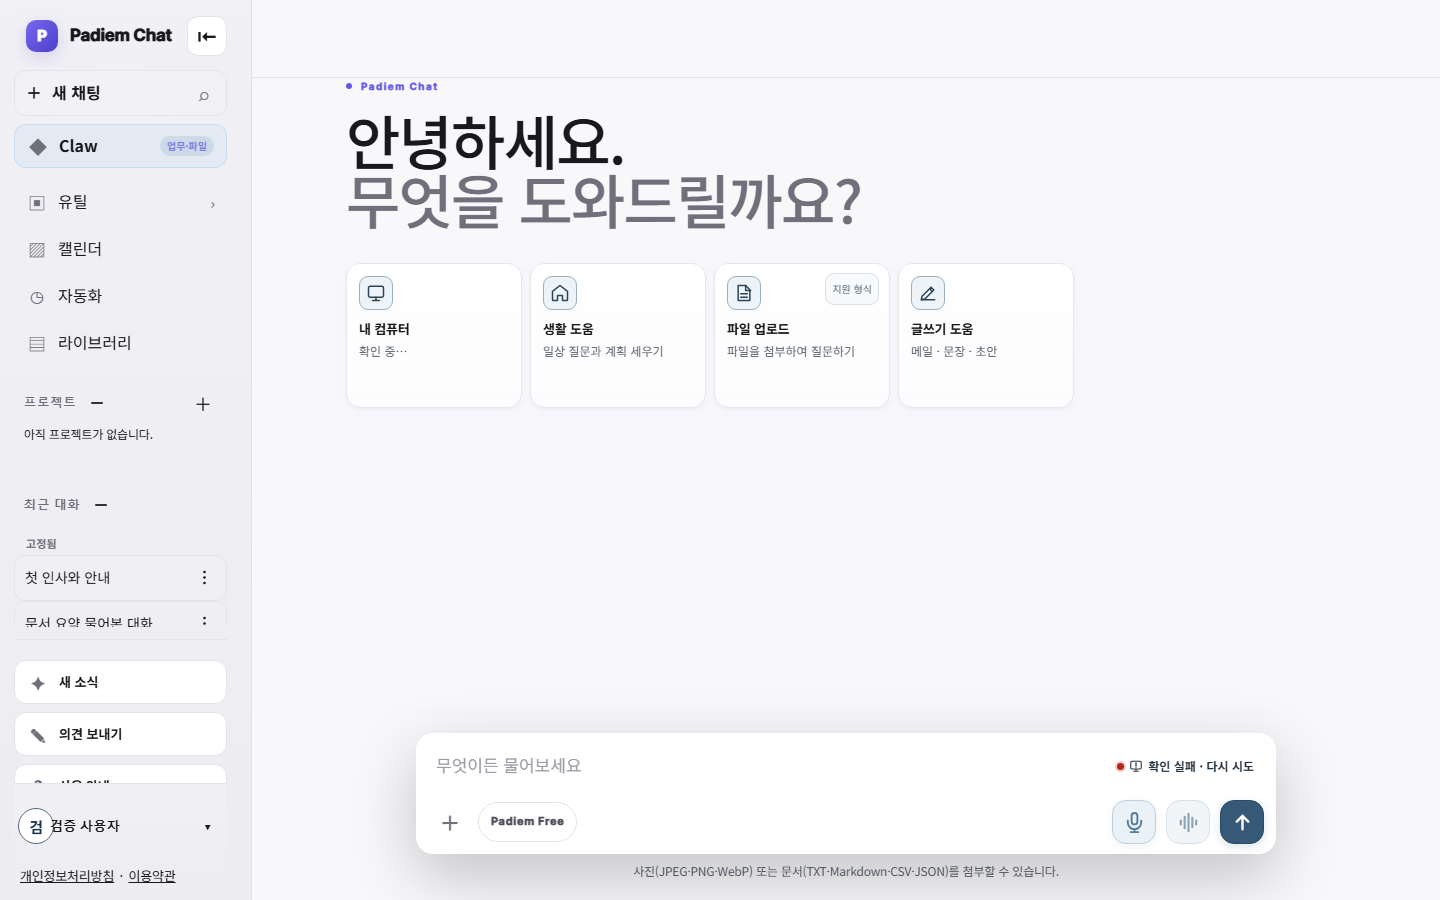 P Padiem Chat
새 채팅
Claw 업무·파일
유틸
캘린더
자동화
라이브러리
프로젝트
아직 프로젝트가 없습니다.
최근 대화
고정됨
첫 인사와 안내
문서 요약 물어본 대화
새 소식
의견 보내기
검 검증 사용자
개인정보처리방침 · 이용약관
Padiem Chat
안녕하세요.
무엇을 도와드릴까요?
내 컴퓨터
확인 중…
생활 도움
일상 질문과 계획 세우기
지원 형식
파일 업로드
파일을 첨부하여 질문하기
글쓰기 도움
메일 · 문장 · 초안
무엇이든 물어보세요
확인 실패 · 다시 시도
Padiem Free
사진(JPEG·PNG·WebP) 또는 문서(TXT·Markdown·CSV·JSON)를 첨부할 수 있습니다.